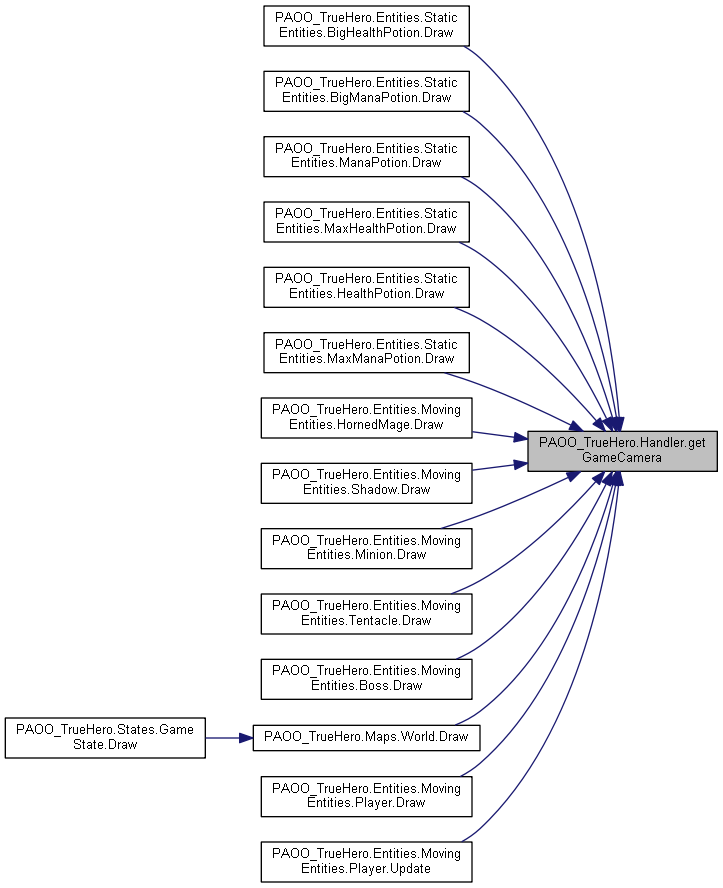 PAOO_TrueHero.Entities.Static
Entities.BigHealthPotion.Draw
PAOO_TrueHero.Entities.Static
Entities.BigManaPotion.Draw
PAOO_TrueHero.Entities.Static
Entities.ManaPotion.Draw
PAOO_TrueHero.Entities.Static
Entities.MaxHealthPotion.Draw
PAOO_TrueHero.Entities.Static
Entities.HealthPotion.Draw
PAOO_TrueHero.Entities.Static
Entities.MaxManaPotion.Draw
PAOO_TrueHero.Entities.Moving
Entities.HornedMage.Draw
PAOO_TrueHero.Handler.get
GameCamera
PAOO_TrueHero.Entities.Moving
Entities.Shadow.Draw
PAOO_TrueHero.Entities.Moving
Entities.Minion.Draw
PAOO_TrueHero.Entities.Moving
Entities.Tentacle.Draw
PAOO_TrueHero.Entities.Moving
Entities.Boss.Draw
PAOO_TrueHero.States.Game
State.Draw
PAOO_TrueHero.Maps.World.Draw
PAOO_TrueHero.Entities.Moving
Entities.Player.Draw
PAOO_TrueHero.Entities.Moving
Entities.Player.Update